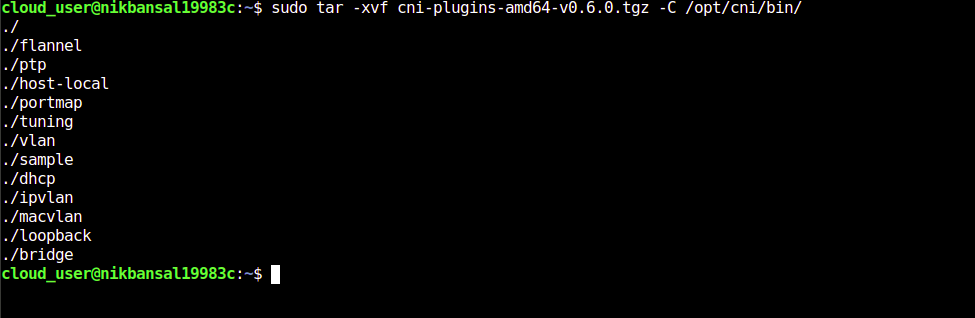 cloud_user@nikbansal19983c:~$ sudo tar -xvf cni-plugins-amd64-v0.6.0.tgz -C /opt/cni/bin/
./
./flannel
./ptp
./host-local
./portmap
./tuning
./vlan
./sample
./dhcp
./ipvlan
./macvlan
./loopback
./bridge
cloud_user@nikbansal19983c:~$